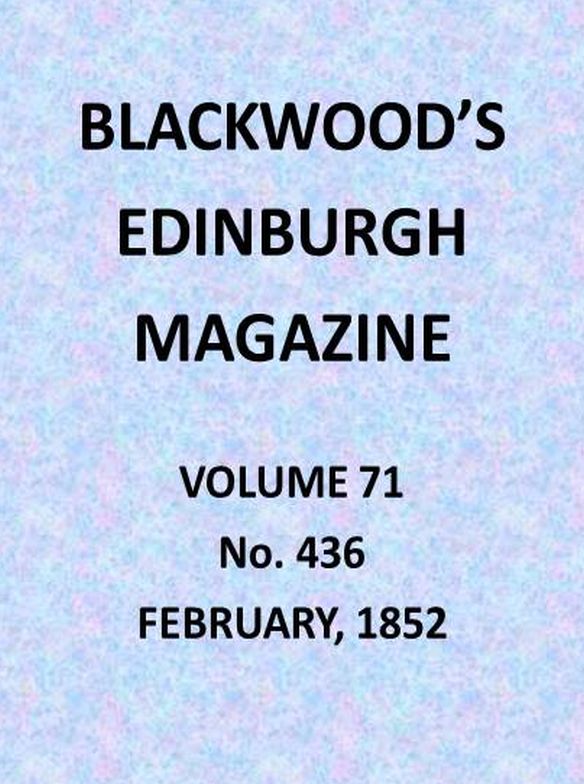 BLACKWOOD’S
EDINBURGH
MAGAZINE
VOLUME 71
No. 436
FEBRUARY, 1852